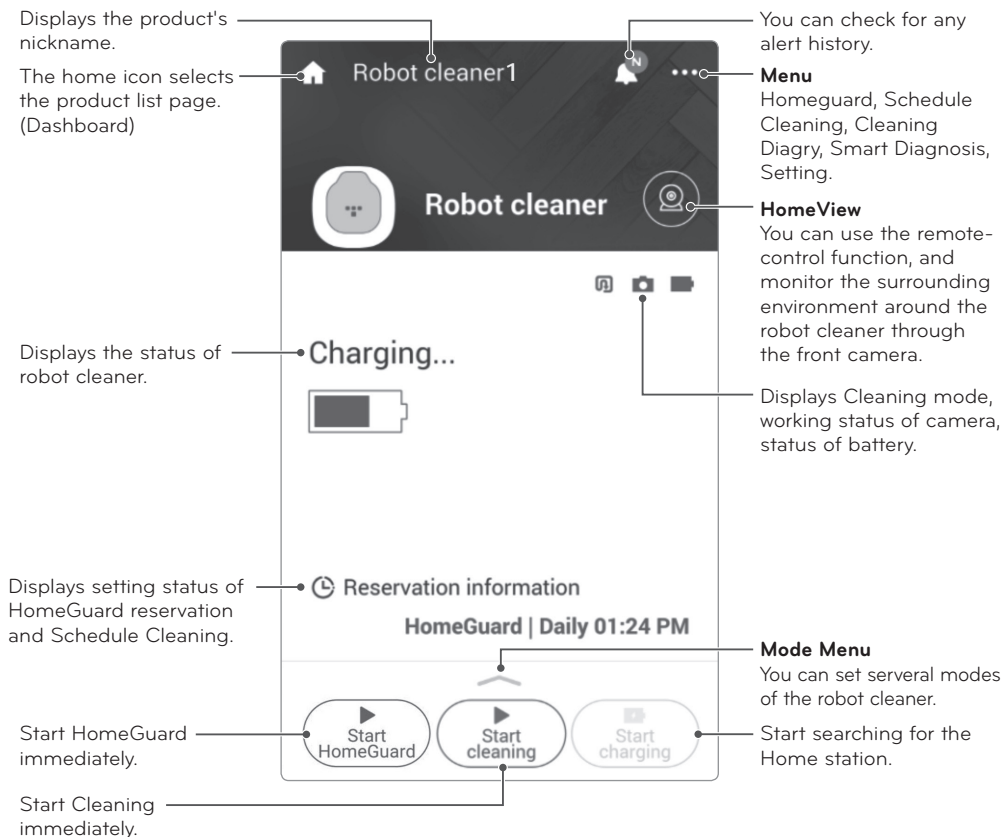 Displays the product's
nickname.
The home icon selects
the product list page.
(Dashboard)
Displays the status of
robot cleaner.
Displays setting status of
HomeGuard reservation
and Schedule Cleaning.
Start HomeGuard
immediately.
Start Cleaning
immediately.
Robot cleaner1
N
Robot cleaner
Charging...
Reservation information
HomeGuard | Daily 01:24 PM
Start
HomeGuard
Start
cleaning
Start
charging
You can check for any
alert history.
Menu
Homeguard, Schedule
Cleaning, Cleaning
Diagry, Smart Diagnosis,
Setting.
HomeView
You can use the remote-
control function, and
monitor the surrounding
environment around the
robot cleaner through
the front camera.
Displays Cleaning mode,
working status of camera,
status of battery.
Mode Menu
You can set serveral modes
of the robot cleaner.
Start searching for the
Home station.